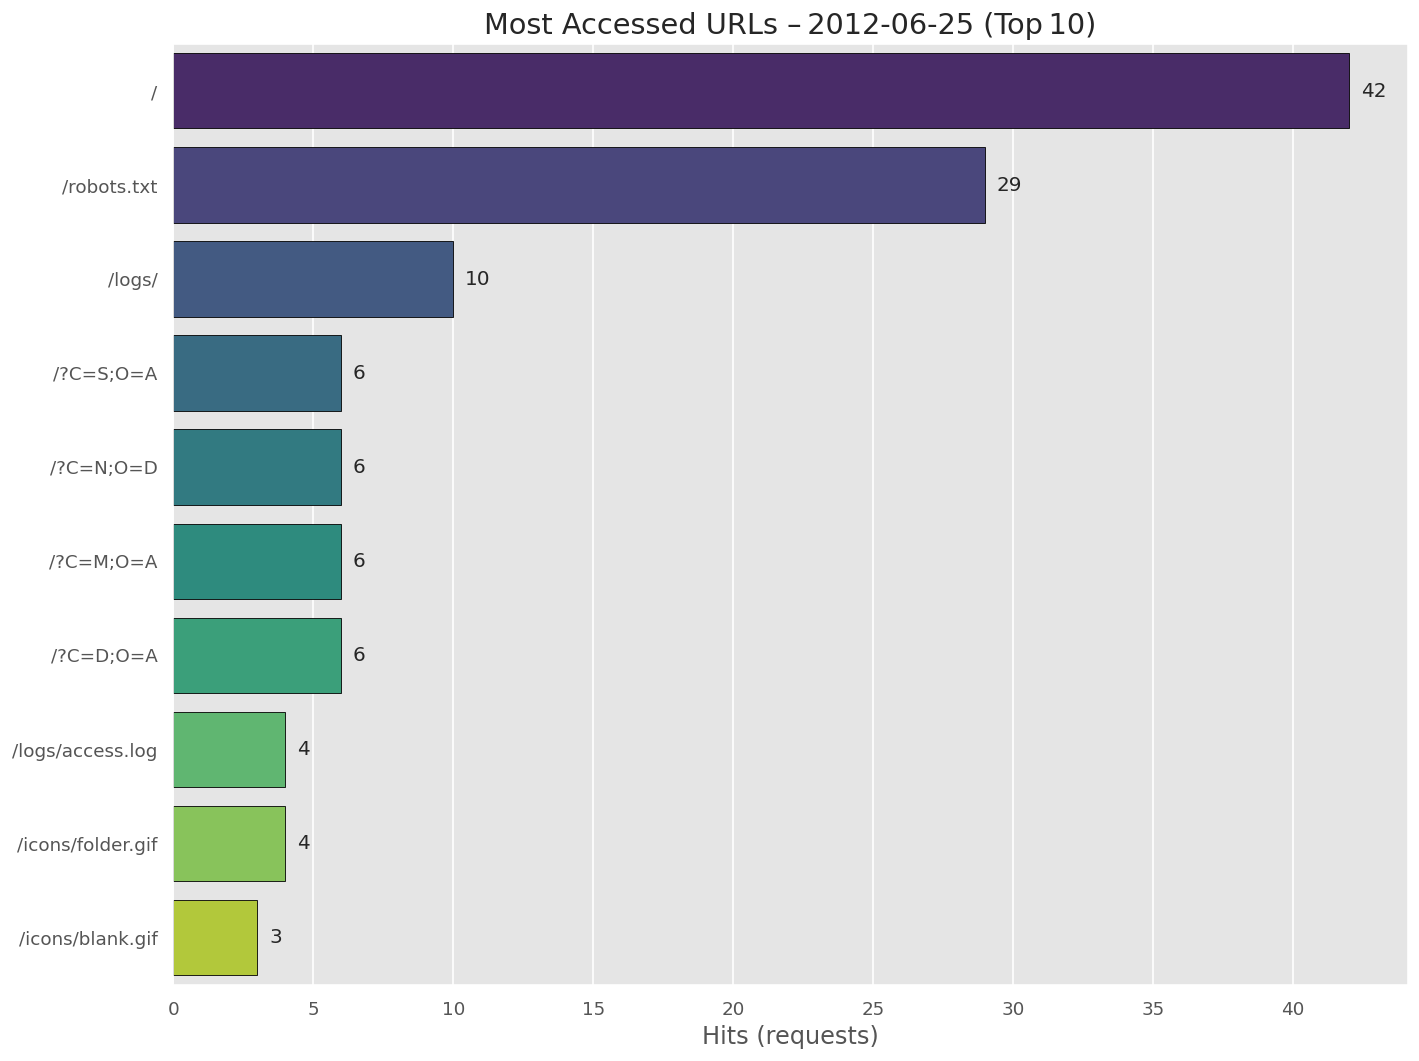 Most Accessed URLs – 2012-06-25 (Top 10)
/ 42
/robots.txt 29
/logs/ 10
/?C=S;O=A 6
/?C=N;O=D 6
/?C=M;O=A 6
/?C=D;O=A 6
/logs/access.log 4
/icons/folder.gif 4
/icons/blank.gif 3
0 5 10 15 20 25 30 35 40
Hits (requests)